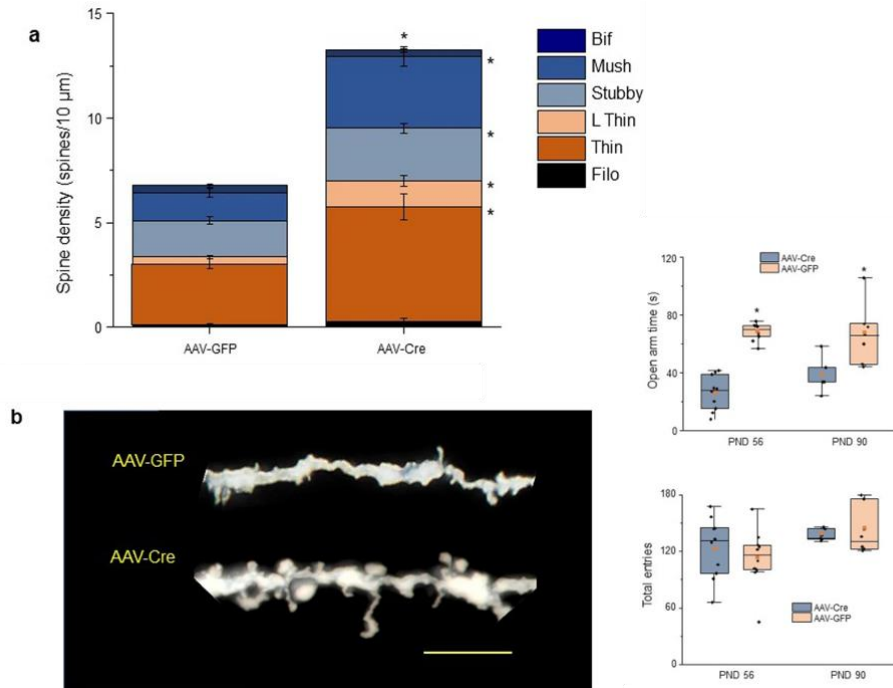 a
Spine density (spines/10 µm)
15
10
5
0
*
*
*
*
*
AAV-GFP
AAV-Cre
Bif
Mush
Stubby
L Thin
Thin
Filo
b
AAV-GFP
AAV-Cre
Open arm time (s)
120
80
40
0
AAV-Cre
AAV-GFP
*
*
PND 56
PND 90
Total entries
180
120
60
0
AAV-Cre
AAV-GFP
PND 56
PND 90